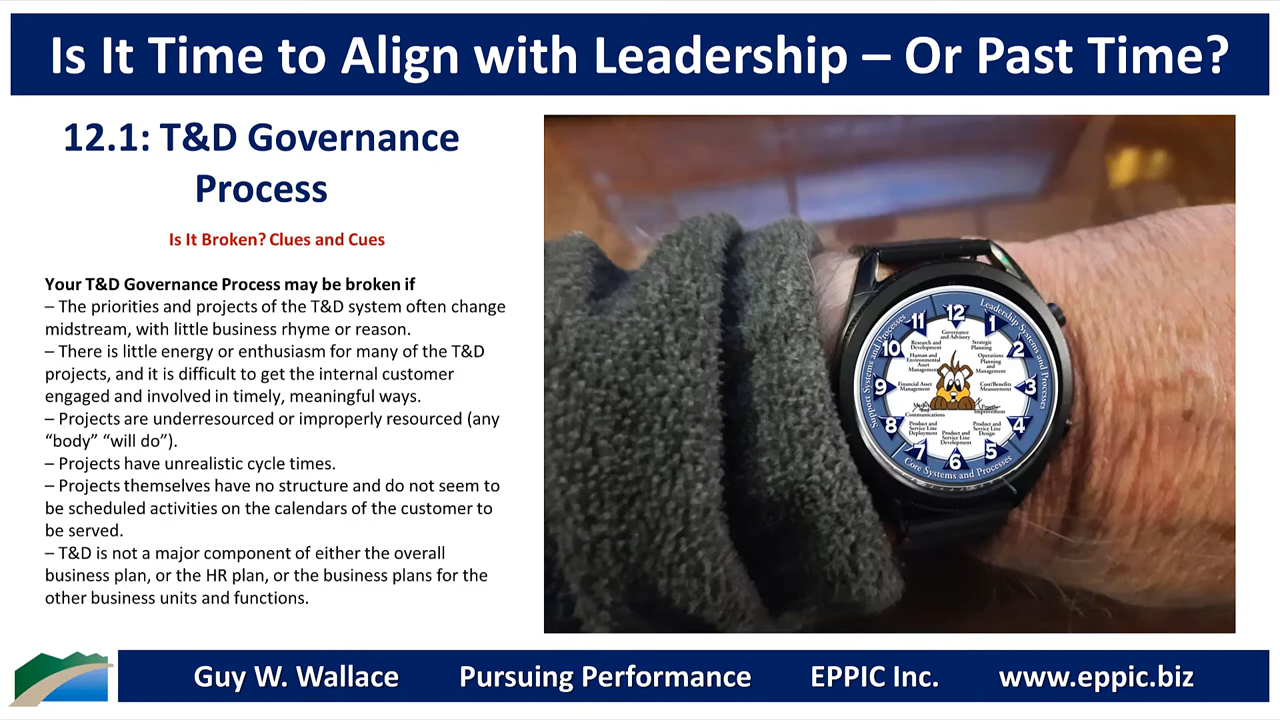 Is It Time to Align with Leadership – Or Past Time?
12.1: T&D Governance
Process
Is It Broken? Clues and Cues
Your T&D Governance Process may be broken if
– The priorities and projects of the T&D system often change
midstream, with little business rhyme or reason.
– There is little energy or enthusiasm for many of the T&D
projects, and it is difficult to get the internal customer
engaged and involved in timely, meaningful ways.
– Projects are underresourced or improperly resourced (any
“body” “will do”).
– Projects have unrealistic cycle times.
– Projects themselves have no structure and do not seem to
be scheduled activities on the calendars of the customer to
be served.
– T&D is not a major component of either the overall
business plan, or the HR plan, or the business plans for the
other business units and functions.
12
1
2
3
4
5
6
7
8
9
10
11
Leadership Systems and Processes
Core Systems and Processes
Support Systems and Processes
Governance
and Advisory
Strategic
Planning
Operations
Planning
and
Management
Cost/Benefits
Measurement
Improvement
Product
and Service
Line
Design
Product
and Service
Line
Development
Product
and Service
Line
Deployment
Communications
Financial Asset
Management
Human and
Environmental
Asset
Management
Research and
Development
Guy W. Wallace Pursuing Performance EPPIC Inc. www.eppic.biz